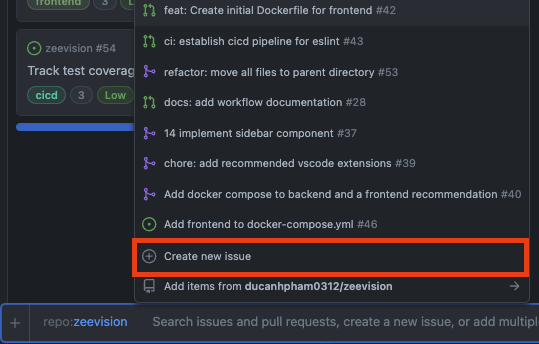 frontend 3 L
feat: Create initial Dockerfile for frontend #42
ci: establish cicd pipeline for eslint #43
zeevision #54
refactor: move all files to parent directory #53
Track test coverag
cicd 3 Low
docs: add workflow documentation #28
14 implement sidebar component #37
chore: add recommended vscode extensions #39
Add docker compose to backend and a frontend recommendation #40
Add frontend to docker-compose.yml #46
Create new issue
Add items from ducanhpham0312/zeevision
repo:zeevision Search issues and pull requests, create a new issue, or add multipl